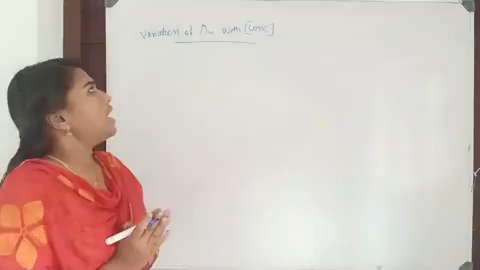 Variation of Λm with [conc]